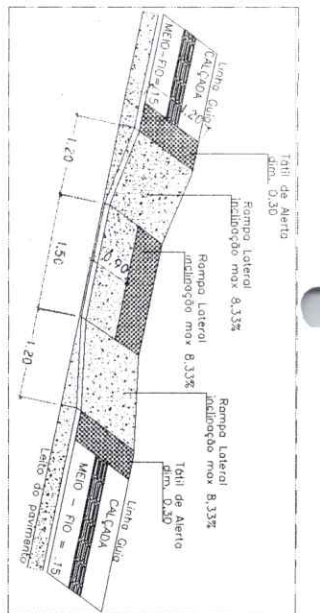 Linha Guia
CALÇADA
MEIO-FIO= 15
1.20
Tátil de Alerta
dim. 0.30
Rampa Lateral
inclinação max 8.33%
Rampa Lateral
inclinação max 8.33%
Rampa Lateral
inclinação max 8.33%
Tátil de Alerta
dim. 0.30
Linha Guia
CALÇADA
MEIO - FIO = 15
Leito do pavimento
0.90
1.20
1.50
1.20